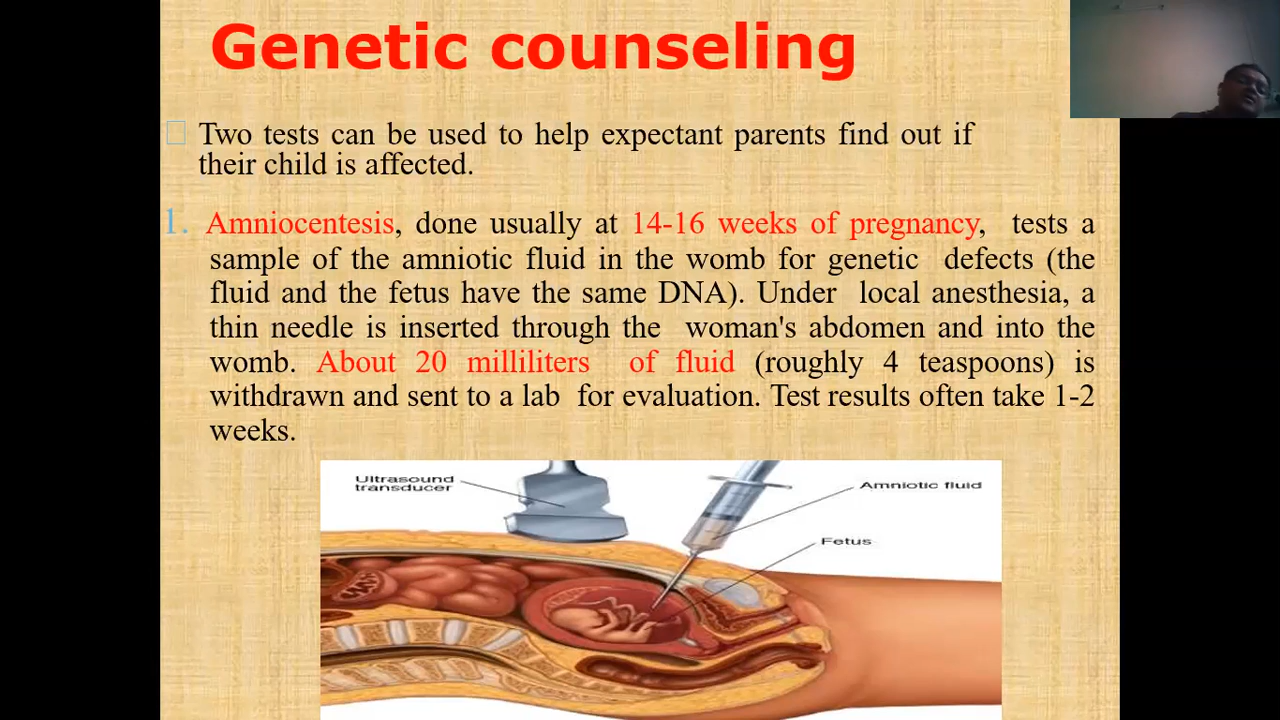 Genetic counseling
Two tests can be used to help expectant parents find out if
their child is affected.
1. Amniocentesis, done usually at 14-16 weeks of pregnancy, tests a
sample of the amniotic fluid in the womb for genetic defects (the
fluid and the fetus have the same DNA). Under local anesthesia, a
thin needle is inserted through the woman's abdomen and into the
womb. About 20 milliliters of fluid (roughly 4 teaspoons) is
withdrawn and sent to a lab for evaluation. Test results often take 1-2
weeks.
Ultrasound
transducer
Amniotic fluid
Fetus